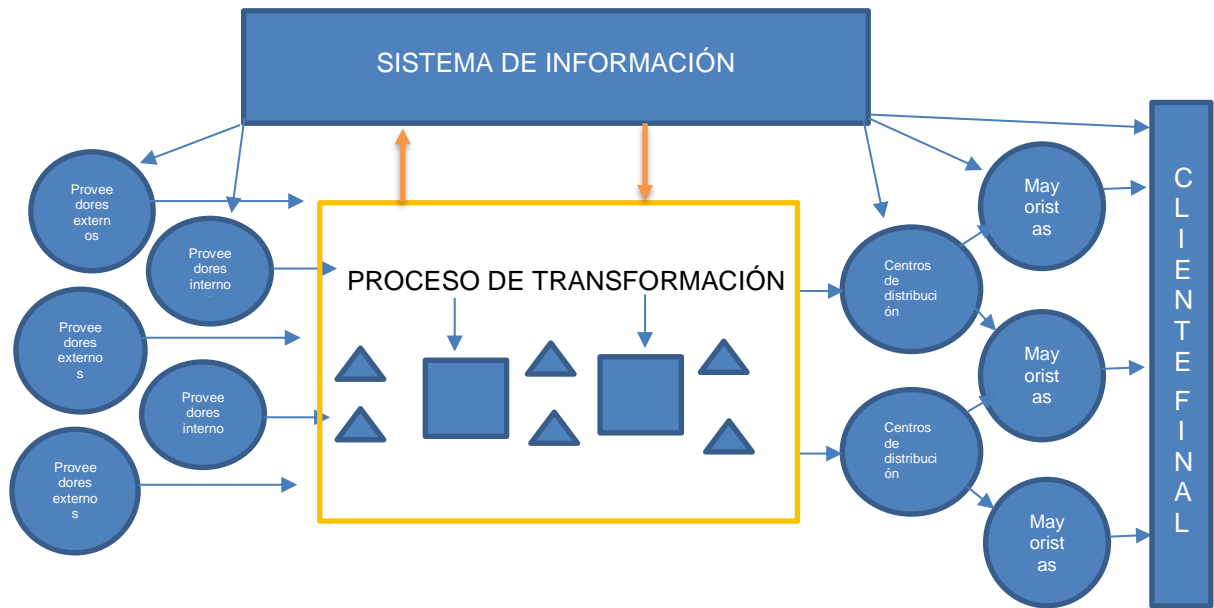 SISTEMA DE INFORMACIÓN
Provee
dores
extern
os
Provee
dores
interno
Provee
dores
externo
s
Provee
dores
interno
Provee
dores
externo
s
PROCESO DE TRANSFORMACIÓN
Centros
de
distribuci
ón
Centros
de
distribuci
ón
May
orist
as
May
orist
as
May
orist
as
C
L
I
E
N
T
E
F
I
N
A
L